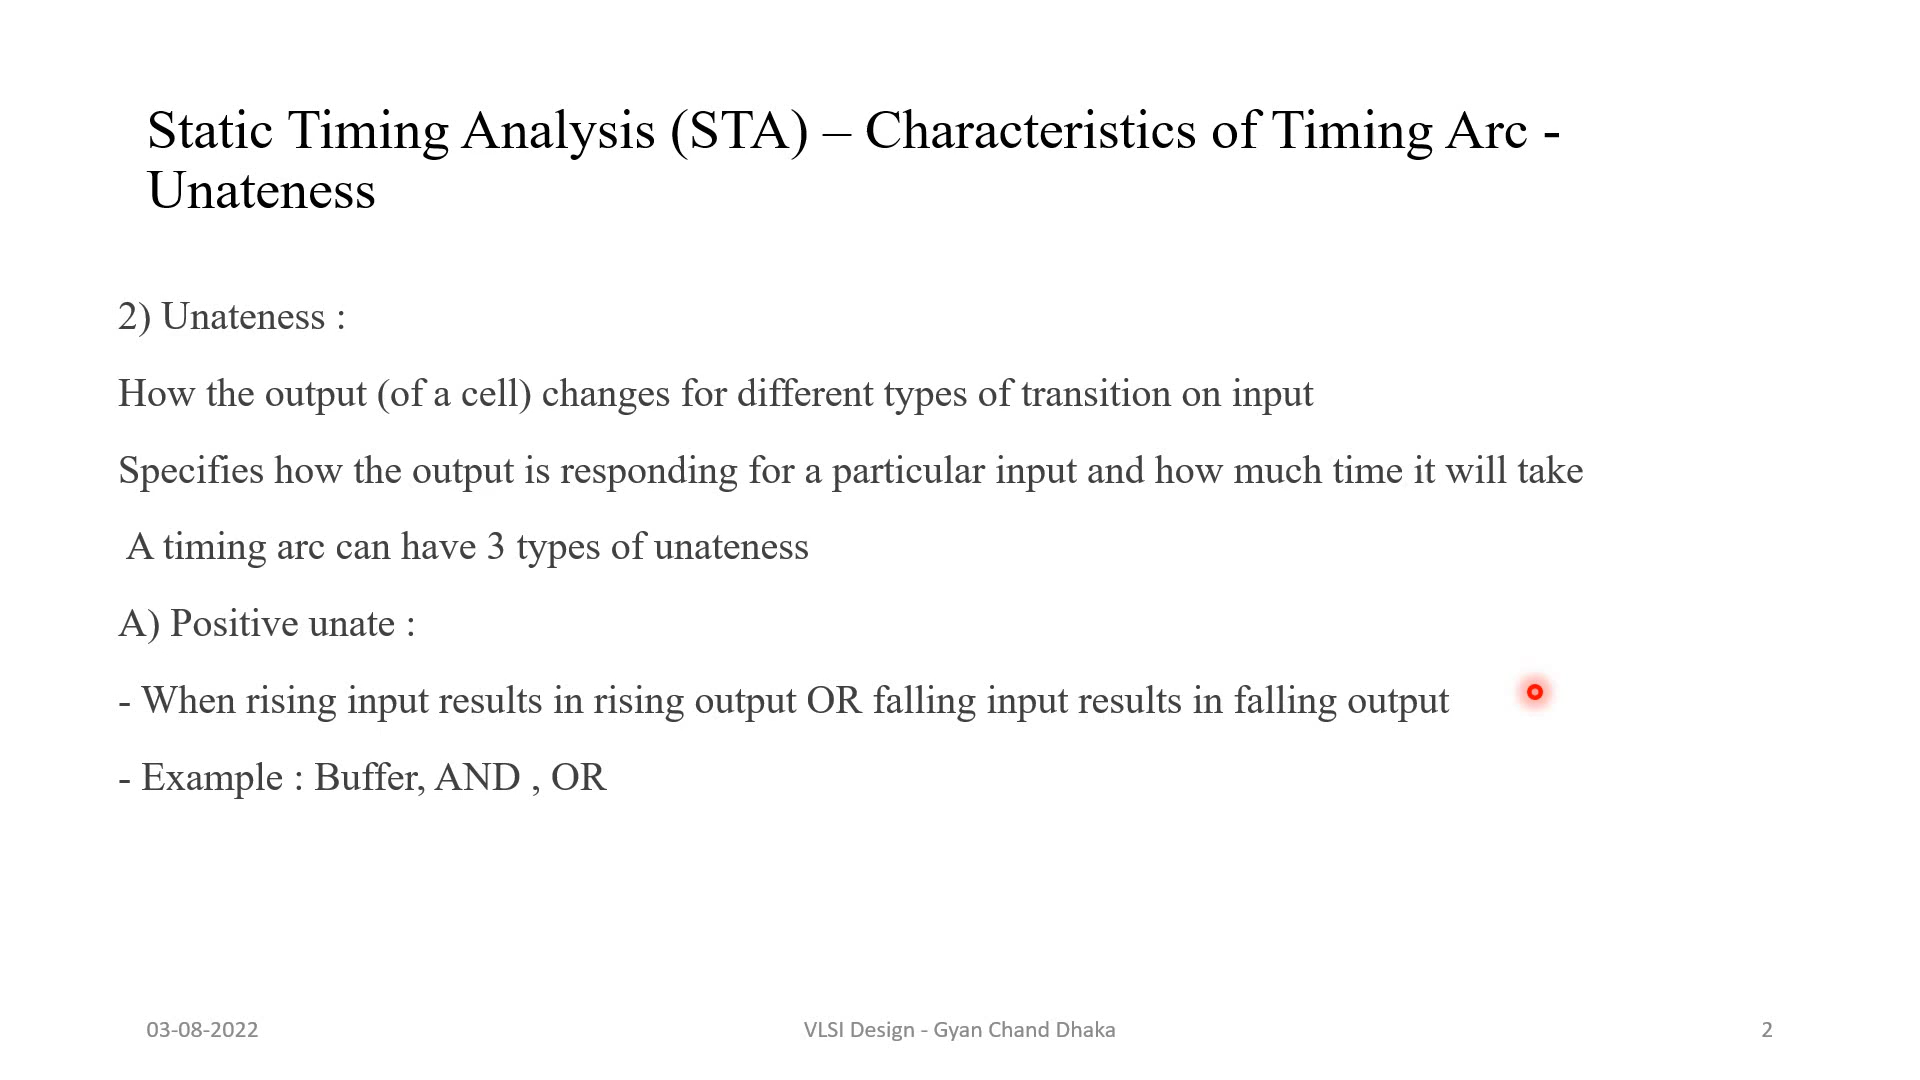 Static Timing Analysis (STA) – Characteristics of Timing Arc -
Unateness
2) Unateness :
How the output (of a cell) changes for different types of transition on input
Specifies how the output is responding for a particular input and how much time it will take
A timing arc can have 3 types of unateness
A) Positive unate :
- When rising input results in rising output OR falling input results in falling output
- Example : Buffer, AND , OR
03-08-2022
VLSI Design - Gyan Chand Dhaka
2